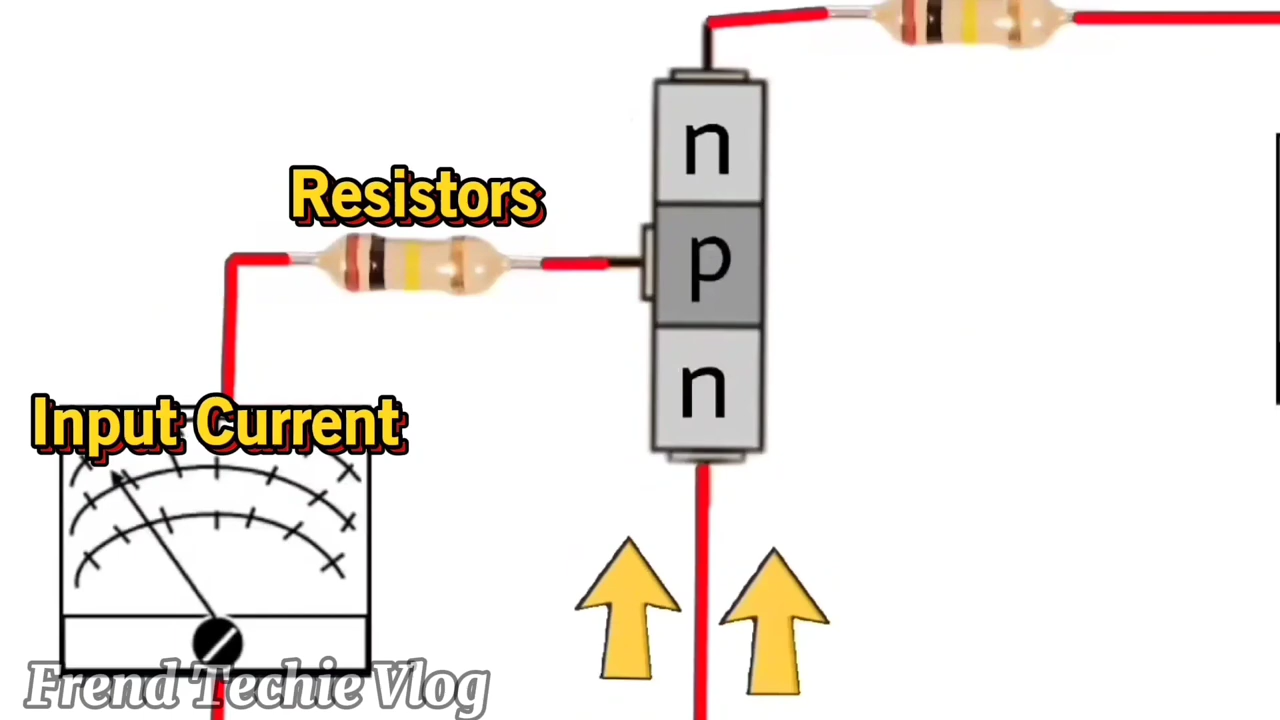 n
Resistors
p
n
Input Current
Frend Techie Vlog